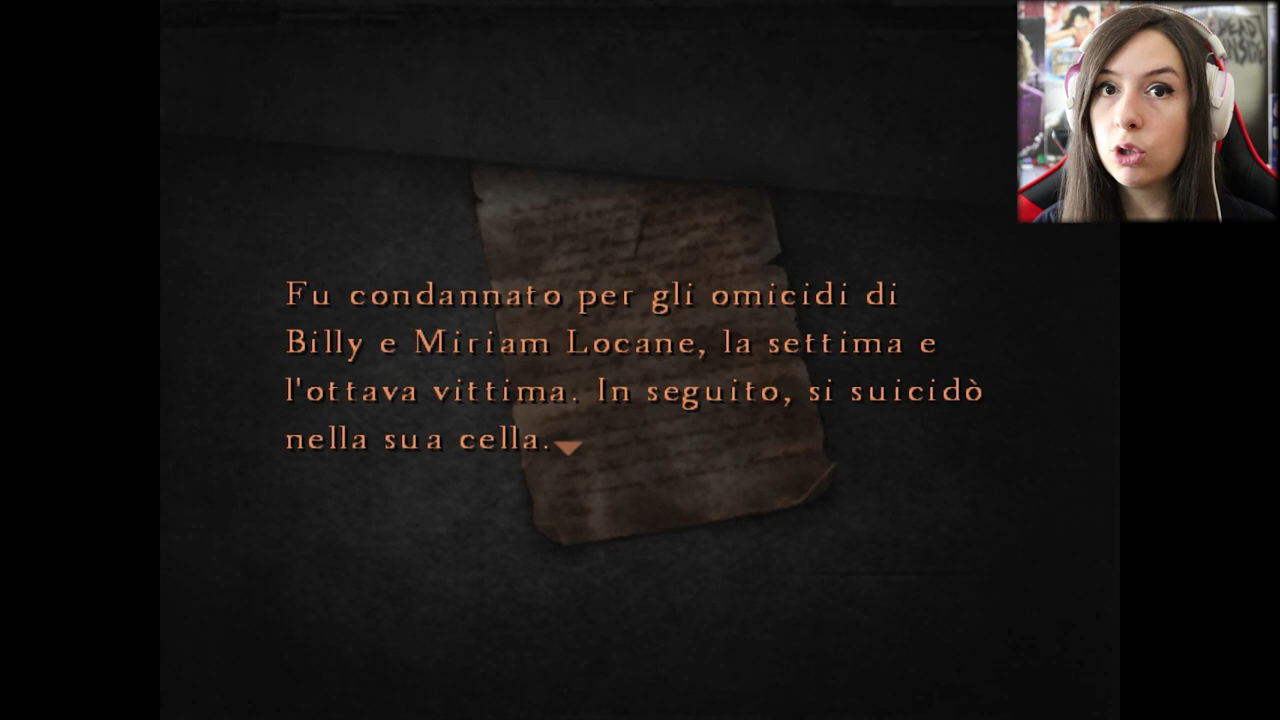 Fu condannato per gli omicidi di
Billy e Miriam Locane, la settima e
l'ottava vittima. In seguito, si suicidò
nella sua cella.